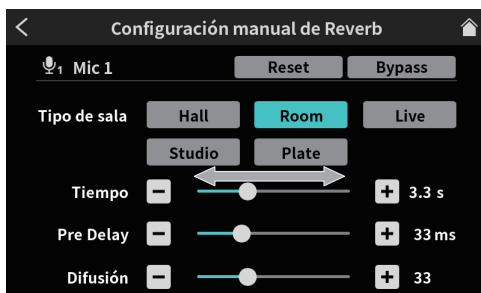 Configuración manual de Reverb
1 Mic 1 Reset Bypass
Tipo de sala Hall Room Live
Studio Plate
Tiempo − + 3.3 s
Pre Delay − + 33 ms
Difusión − + 33